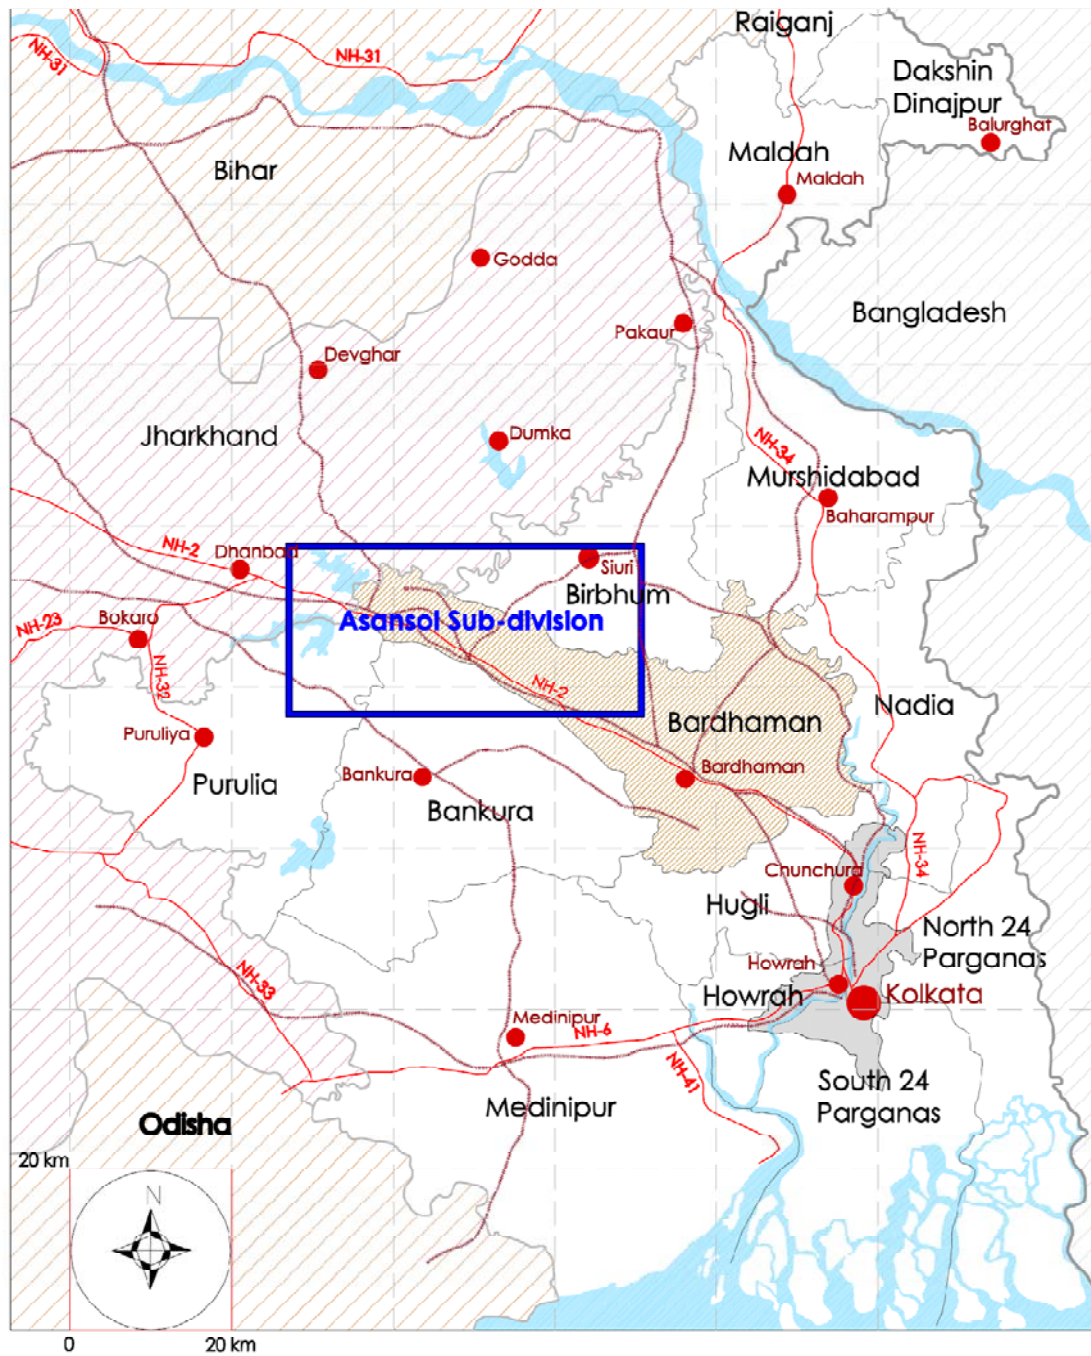 Raiganj
NH-31
NH-31
Dakshin
Dinajpur
Balurghat
Maldah
Maldah
Bihar
Godda
Bangladesh
Pakaur
Devghar
Jharkhand
Dumka
NH-34
Murshidabad
Baharampur
NH-2
Dhanbad
Siuri
Birbhum
Bokaro
NH-23
Asansol Sub-division
NH-32
NH-2
Nadia
Puruliya
Bardhaman
Bardhaman
Bankura
Purulia
Bankura
NH-34
Chunchura
Hugli
North 24
Parganas
Howrah
Howrah
Kolkata
NH-33
Medinipur
NH-6
NH-41
South 24
Parganas
Medinipur
Odisha
20 km
N
0
20 km